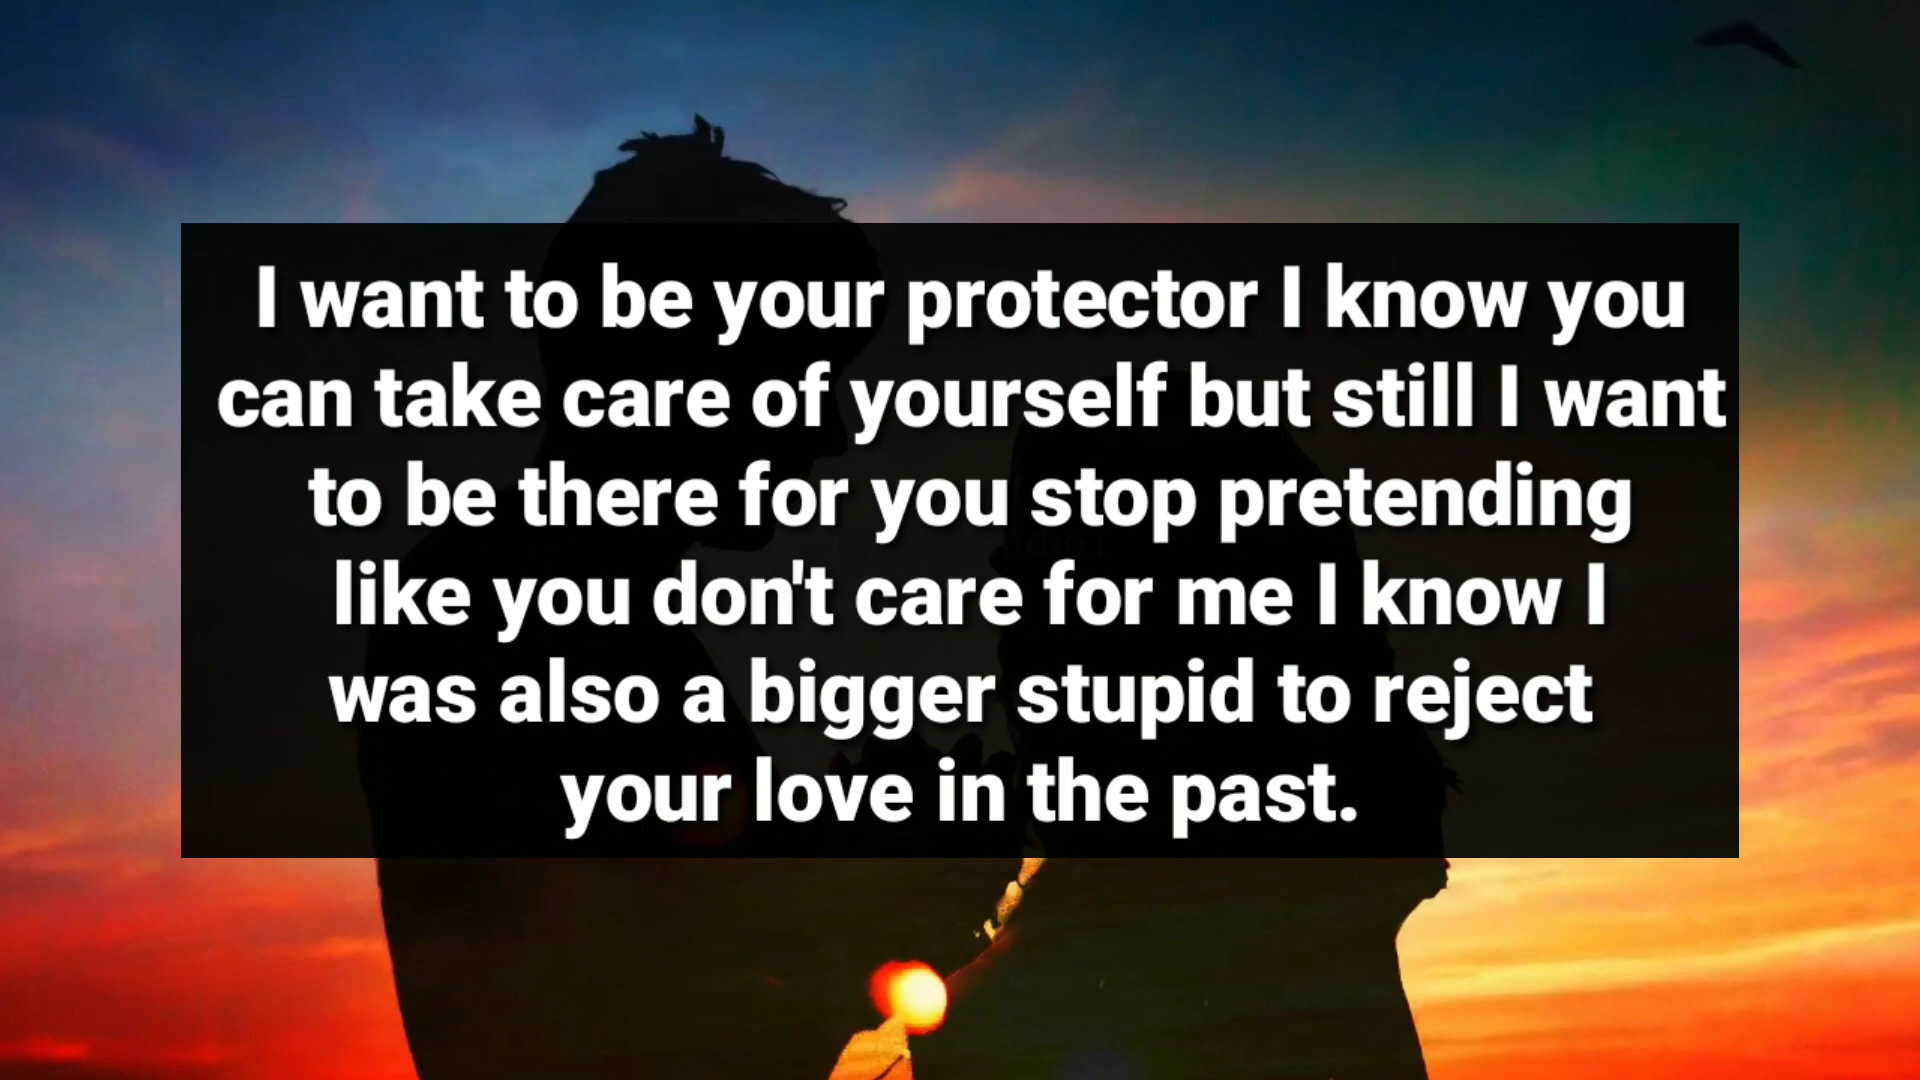 I want to be your protector I know you
can take care of yourself but still I want
to be there for you stop pretending
like you don't care for me I know I
was also a bigger stupid to reject
your love in the past.